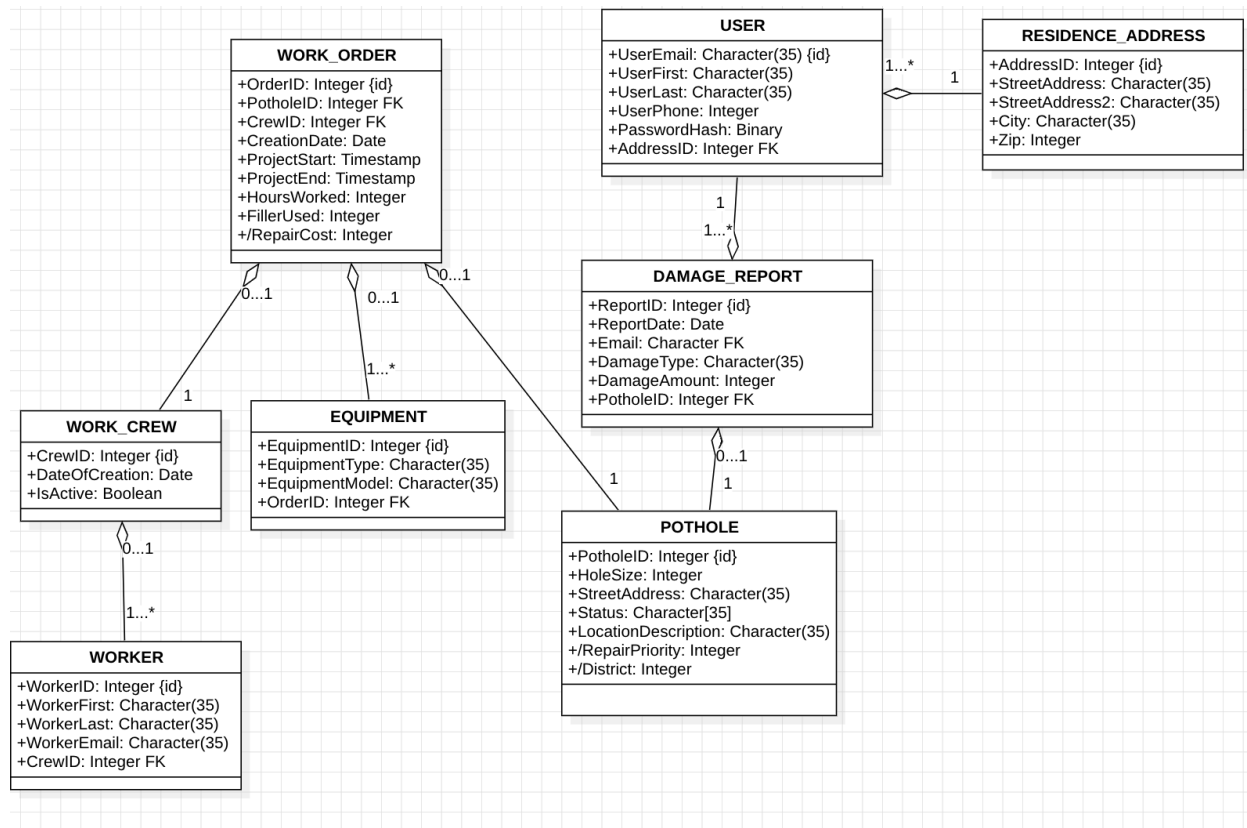 WORK_ORDER
+OrderID: Integer {id}
+PotholeID: Integer FK
+CrewID: Integer FK
+CreationDate: Date
+ProjectStart: Timestamp
+ProjectEnd: Timestamp
+HoursWorked: Integer
+FillerUsed: Integer
+/RepairCost: Integer
USER
+UserEmail: Character(35) {id}
+UserFirst: Character(35)
+UserLast: Character(35)
+UserPhone: Integer
+PasswordHash: Binary
+AddressID: Integer FK
1...*
1
RESIDENCE_ADDRESS
+AddressID: Integer {id}
+StreetAddress: Character(35)
+StreetAddress2: Character(35)
+City: Character(35)
+Zip: Integer
1
1...*
0...1
0...1
0...1
1
1...*
1
DAMAGE_REPORT
+ReportID: Integer {id}
+ReportDate: Date
+Email: Character FK
+DamageType: Character(35)
+DamageAmount: Integer
+PotholeID: Integer FK
0...1
1
WORK_CREW
+CrewID: Integer {id}
+DateOfCreation: Date
+IsActive: Boolean
EQUIPMENT
+EquipmentID: Integer {id}
+EquipmentType: Character(35)
+EquipmentModel: Character(35)
+OrderID: Integer FK
0...1
1...*
POTHOLE
+PotholeID: Integer {id}
+HoleSize: Integer
+StreetAddress: Character(35)
+Status: Character[35]
+LocationDescription: Character(35)
+/RepairPriority: Integer
+/District: Integer
WORKER
+WorkerID: Integer {id}
+WorkerFirst: Character(35)
+WorkerLast: Character(35)
+WorkerEmail: Character(35)
+CrewID: Integer FK